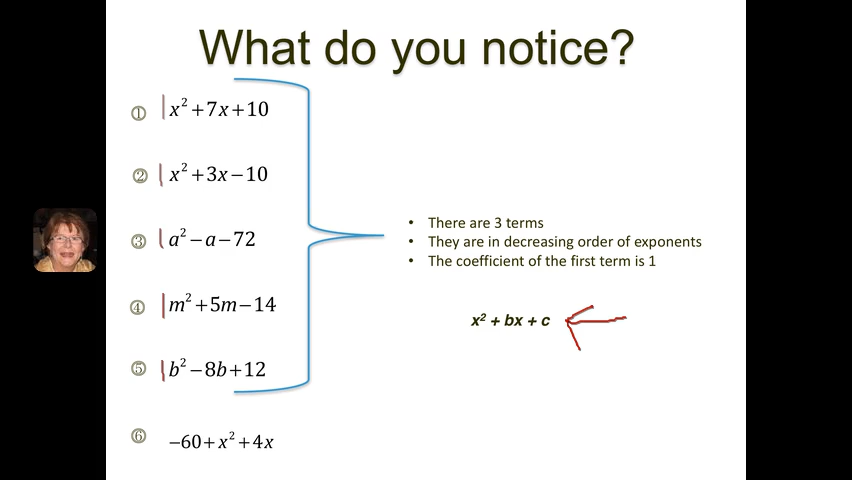 What do you notice?
① x² + 7x + 10
② x² + 3x − 10
③ a² − a − 72
④ m² + 5m − 14
⑤ b² − 8b + 12
⑥ −60 + x² + 4x
• There are 3 terms
• They are in decreasing order of exponents
• The coefficient of the first term is 1
x² + bx + c